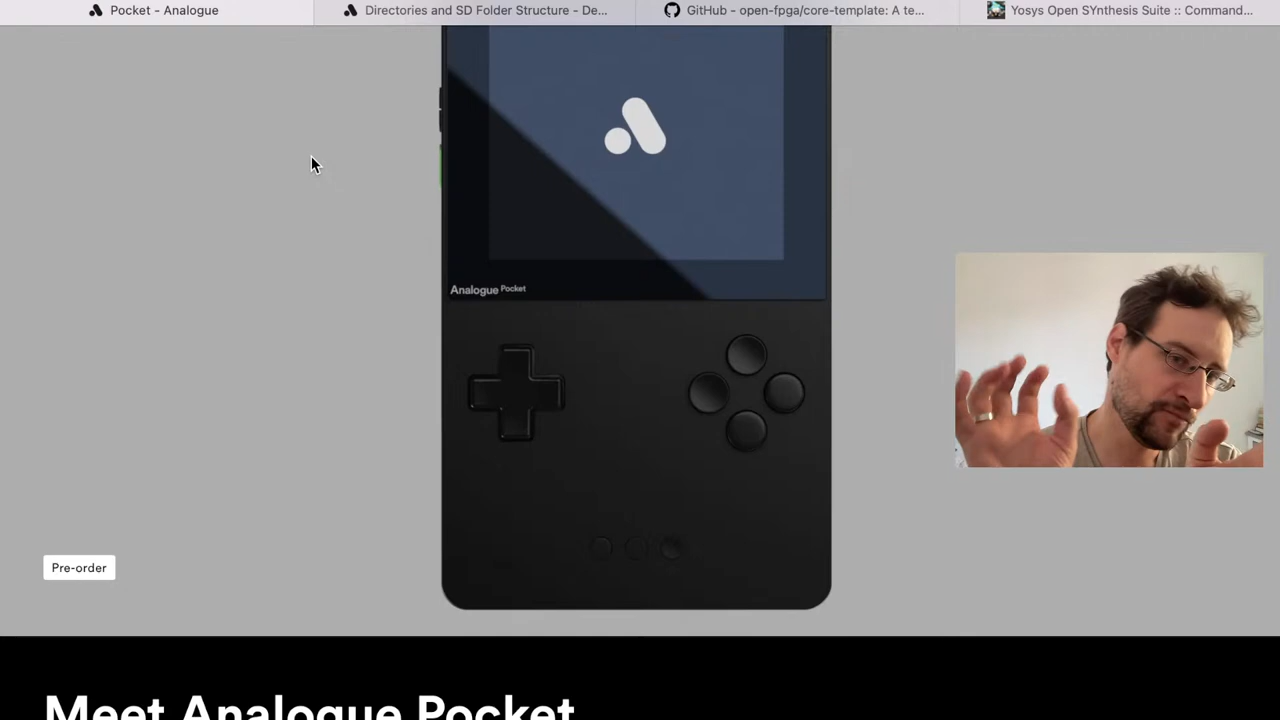 Pocket - Analogue
Directories and SD Folder Structure - De...
GitHub - open-fpga/core-template: A te...
Yosys Open SYnthesis Suite :: Command...
Analogue Pocket
Pre-order
Meet Analogue Pocket